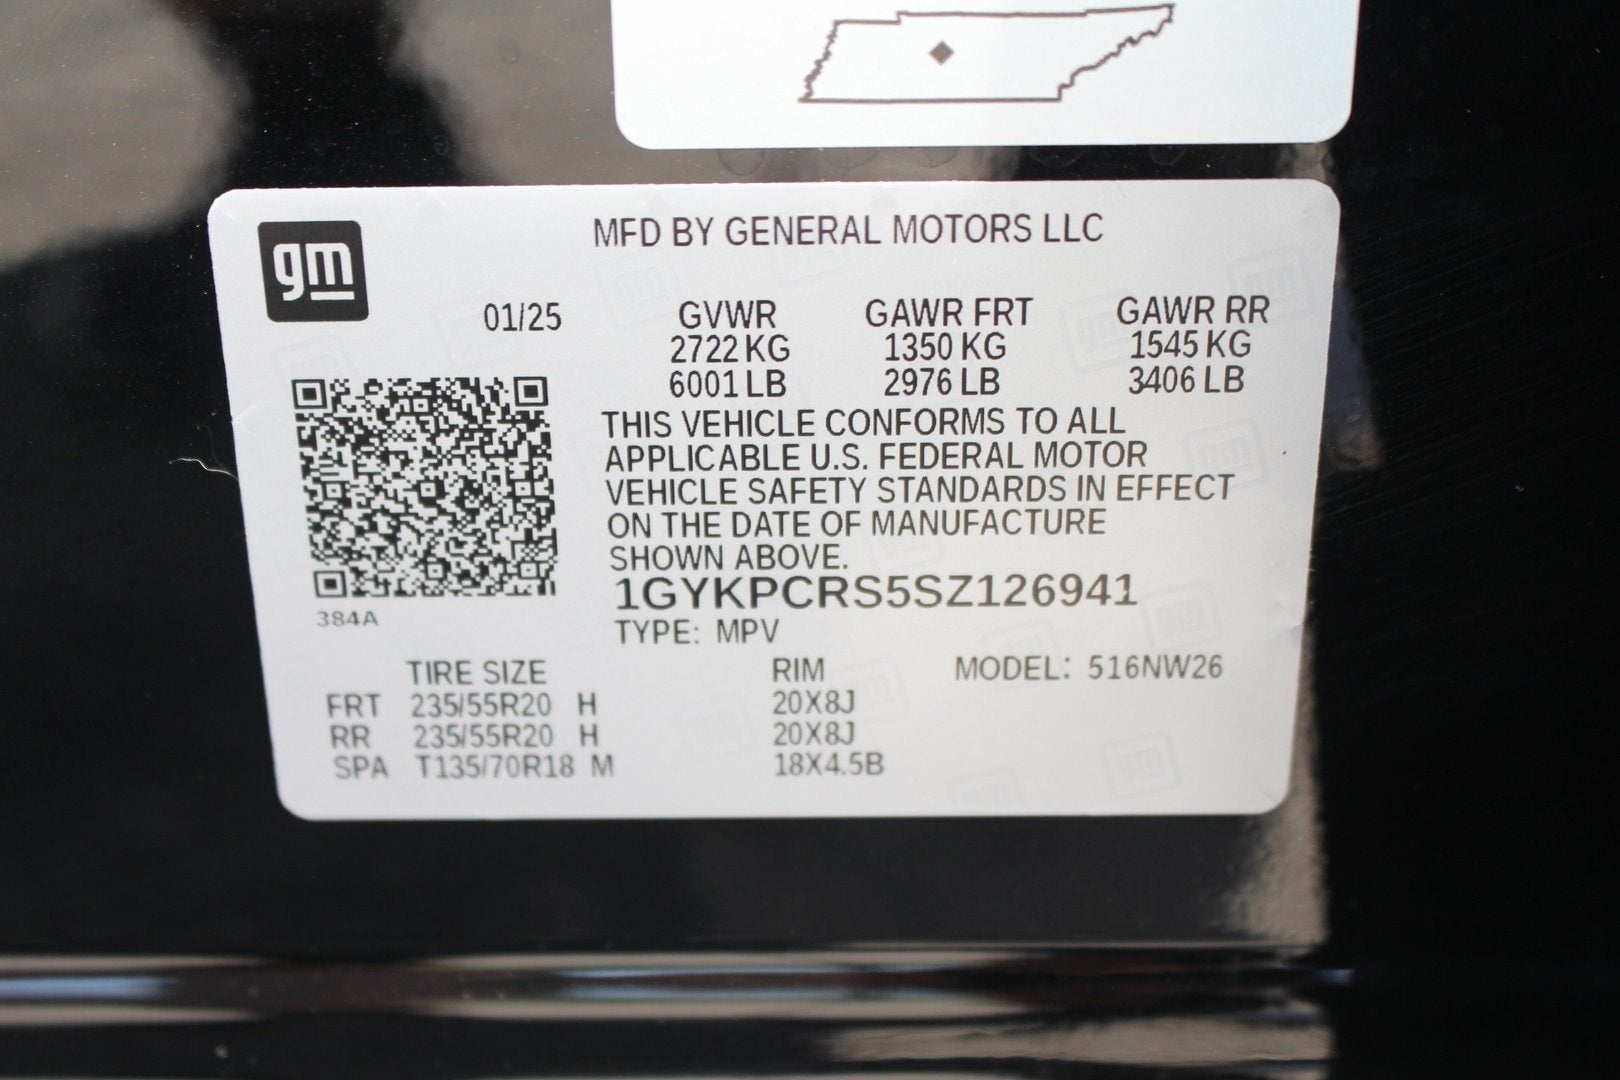 gm
MFD BY GENERAL MOTORS LLC
01/25 GVWR GAWR FRT GAWR RR
2722 KG 1350 KG 1545 KG
6001 LB 2976 LB 3406 LB
THIS VEHICLE CONFORMS TO ALL
APPLICABLE U.S. FEDERAL MOTOR
VEHICLE SAFETY STANDARDS IN EFFECT
ON THE DATE OF MANUFACTURE
SHOWN ABOVE.
1GYKPCRS5SZ126941
384A
TYPE: MPV
TIRE SIZE RIM MODEL: 516NW26
FRT 235/55R20 H 20X8J
RR 235/55R20 H 20X8J
SPA T135/70R18 M 18X4.5B